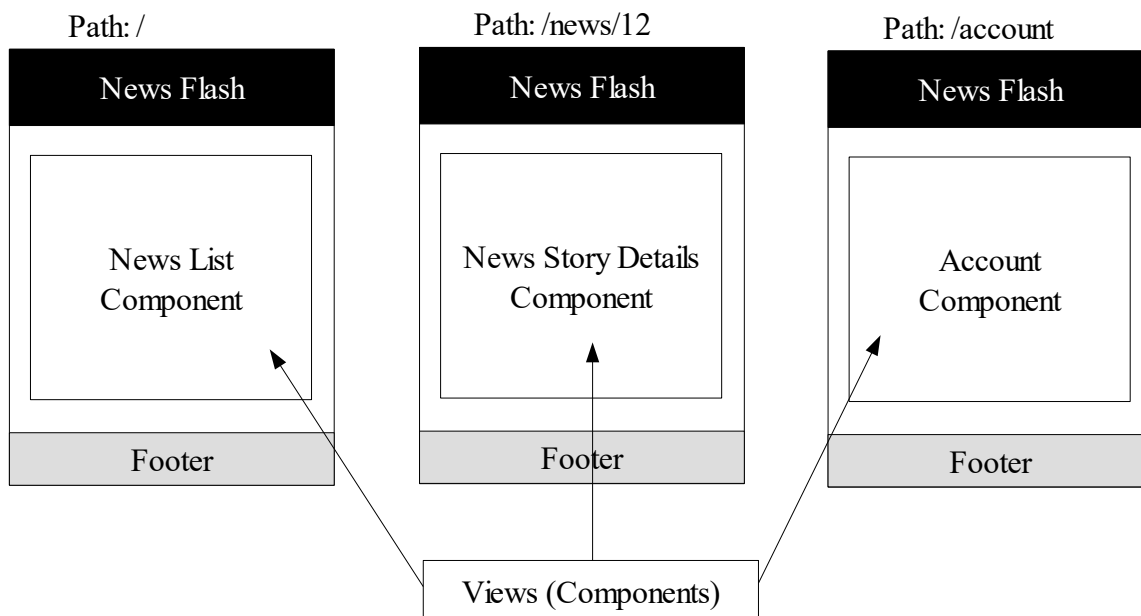 Path: /
News Flash
News List
Component
Footer
Path: /news/12
News Flash
News Story Details
Component
Footer
Path: /account
News Flash
Account
Component
Footer
Views (Components)